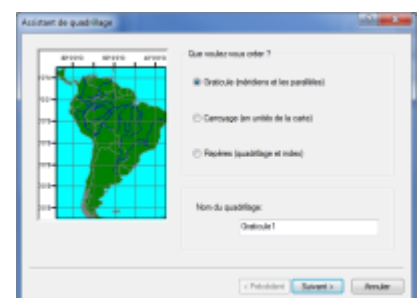 Assistant de quadrillage
Que voulez-vous créer ?
Graticule (méridiens et les parallèles)
Carroyage (en unités de la carte)
Repères (quadrillage et index)
Nom du quadrillage:
Graticule1
< Précédent
Suivant >
Annuler